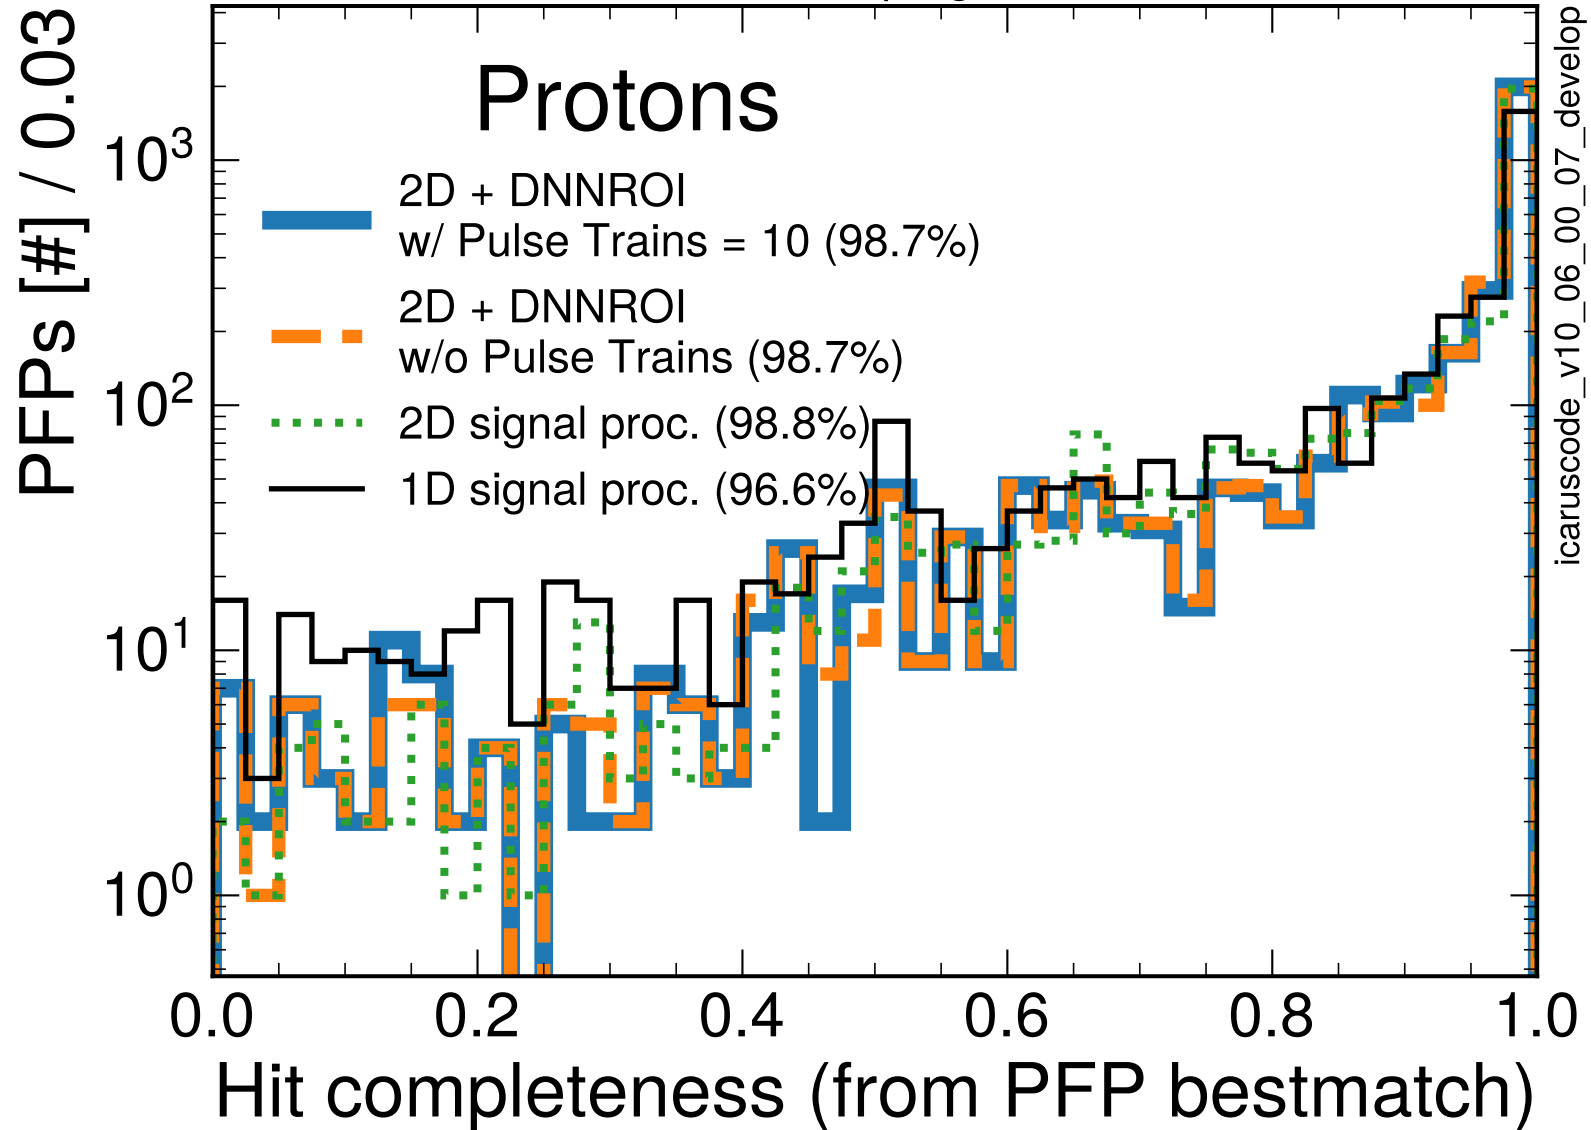 PFPs [#] / 0.03
Protons
2D + DNNROI
w/ Pulse Trains = 10 (98.7%)
2D + DNNROI
w/o Pulse Trains (98.7%)
2D signal proc. (98.8%)
1D signal proc. (96.6%)
10³
10²
10¹
10⁰
0.0 0.2 0.4 0.6 0.8 1.0
Hit completeness (from PFP bestmatch)
icaruscode_v10_06_00_07_develop